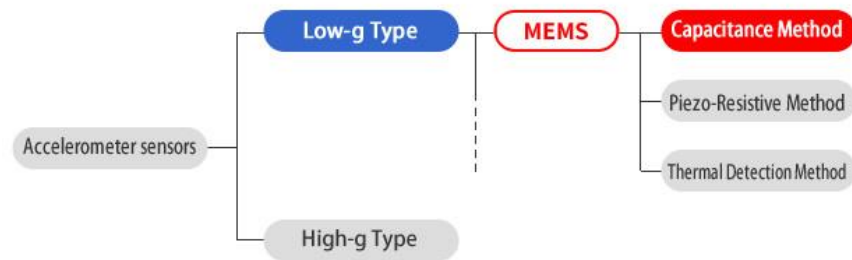 Low-g Type
MEMS
Capacitance Method
Piezo-Resistive Method
Accelerometer sensors
Thermal Detection Method
High-g Type